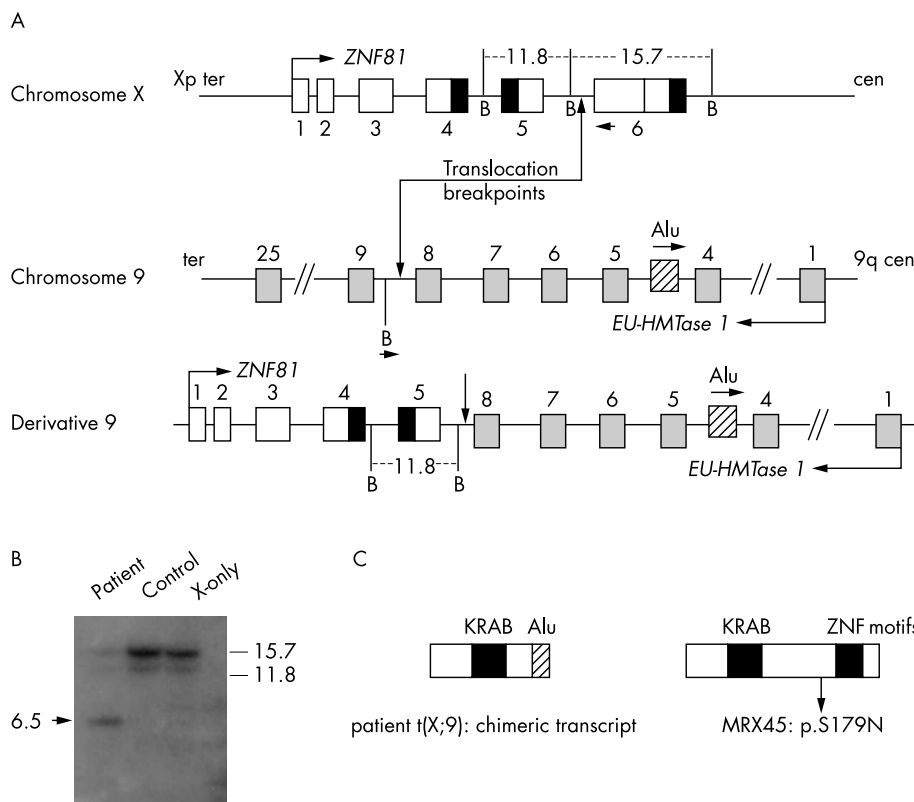 A
ZNF81
11.8
15.7
Xp ter
cen
Chromosome X
B
B
B
1 2 3 4 5 6
Translocation
breakpoints
Alu
ter
25 9 8 7 6 5 4 1
9q cen
Chromosome 9
EU-HMTase 1
B
ZNF81
Alu
1 2 3 4 5 8 7 6 5 4 1
Derivative 9
11.8
EU-HMTase 1
B
B
B
Patient
Control
X-only
15.7
11.8
6.5
C
KRAB Alu
patient t(X;9): chimeric transcript
KRAB ZNF motifs
MRX45: p.S179N